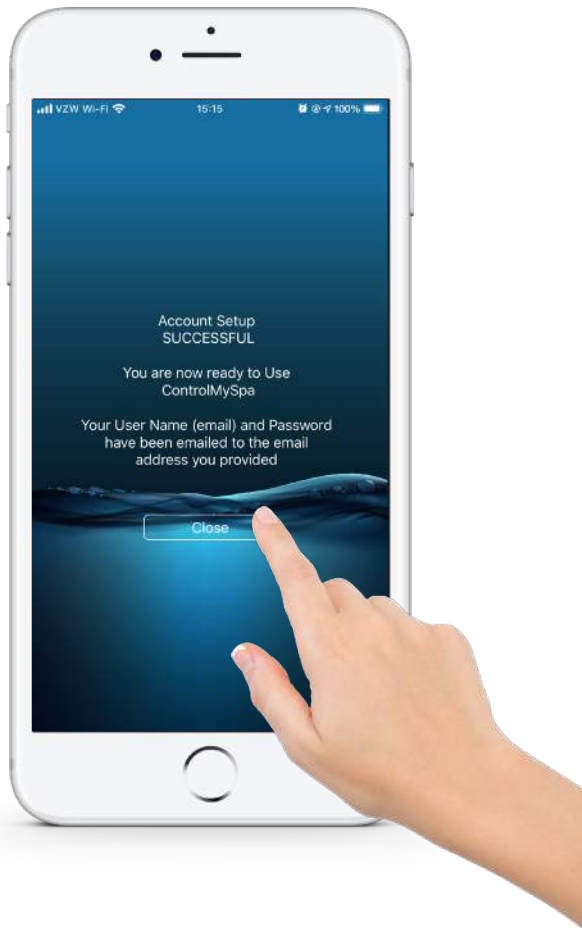 VZW Wi-Fi 15:15 100%
Account Setup
SUCCESSFUL
You are now ready to Use
ControlMySpa
Your User Name (email) and Password
have been emailed to the email
address you provided
Close